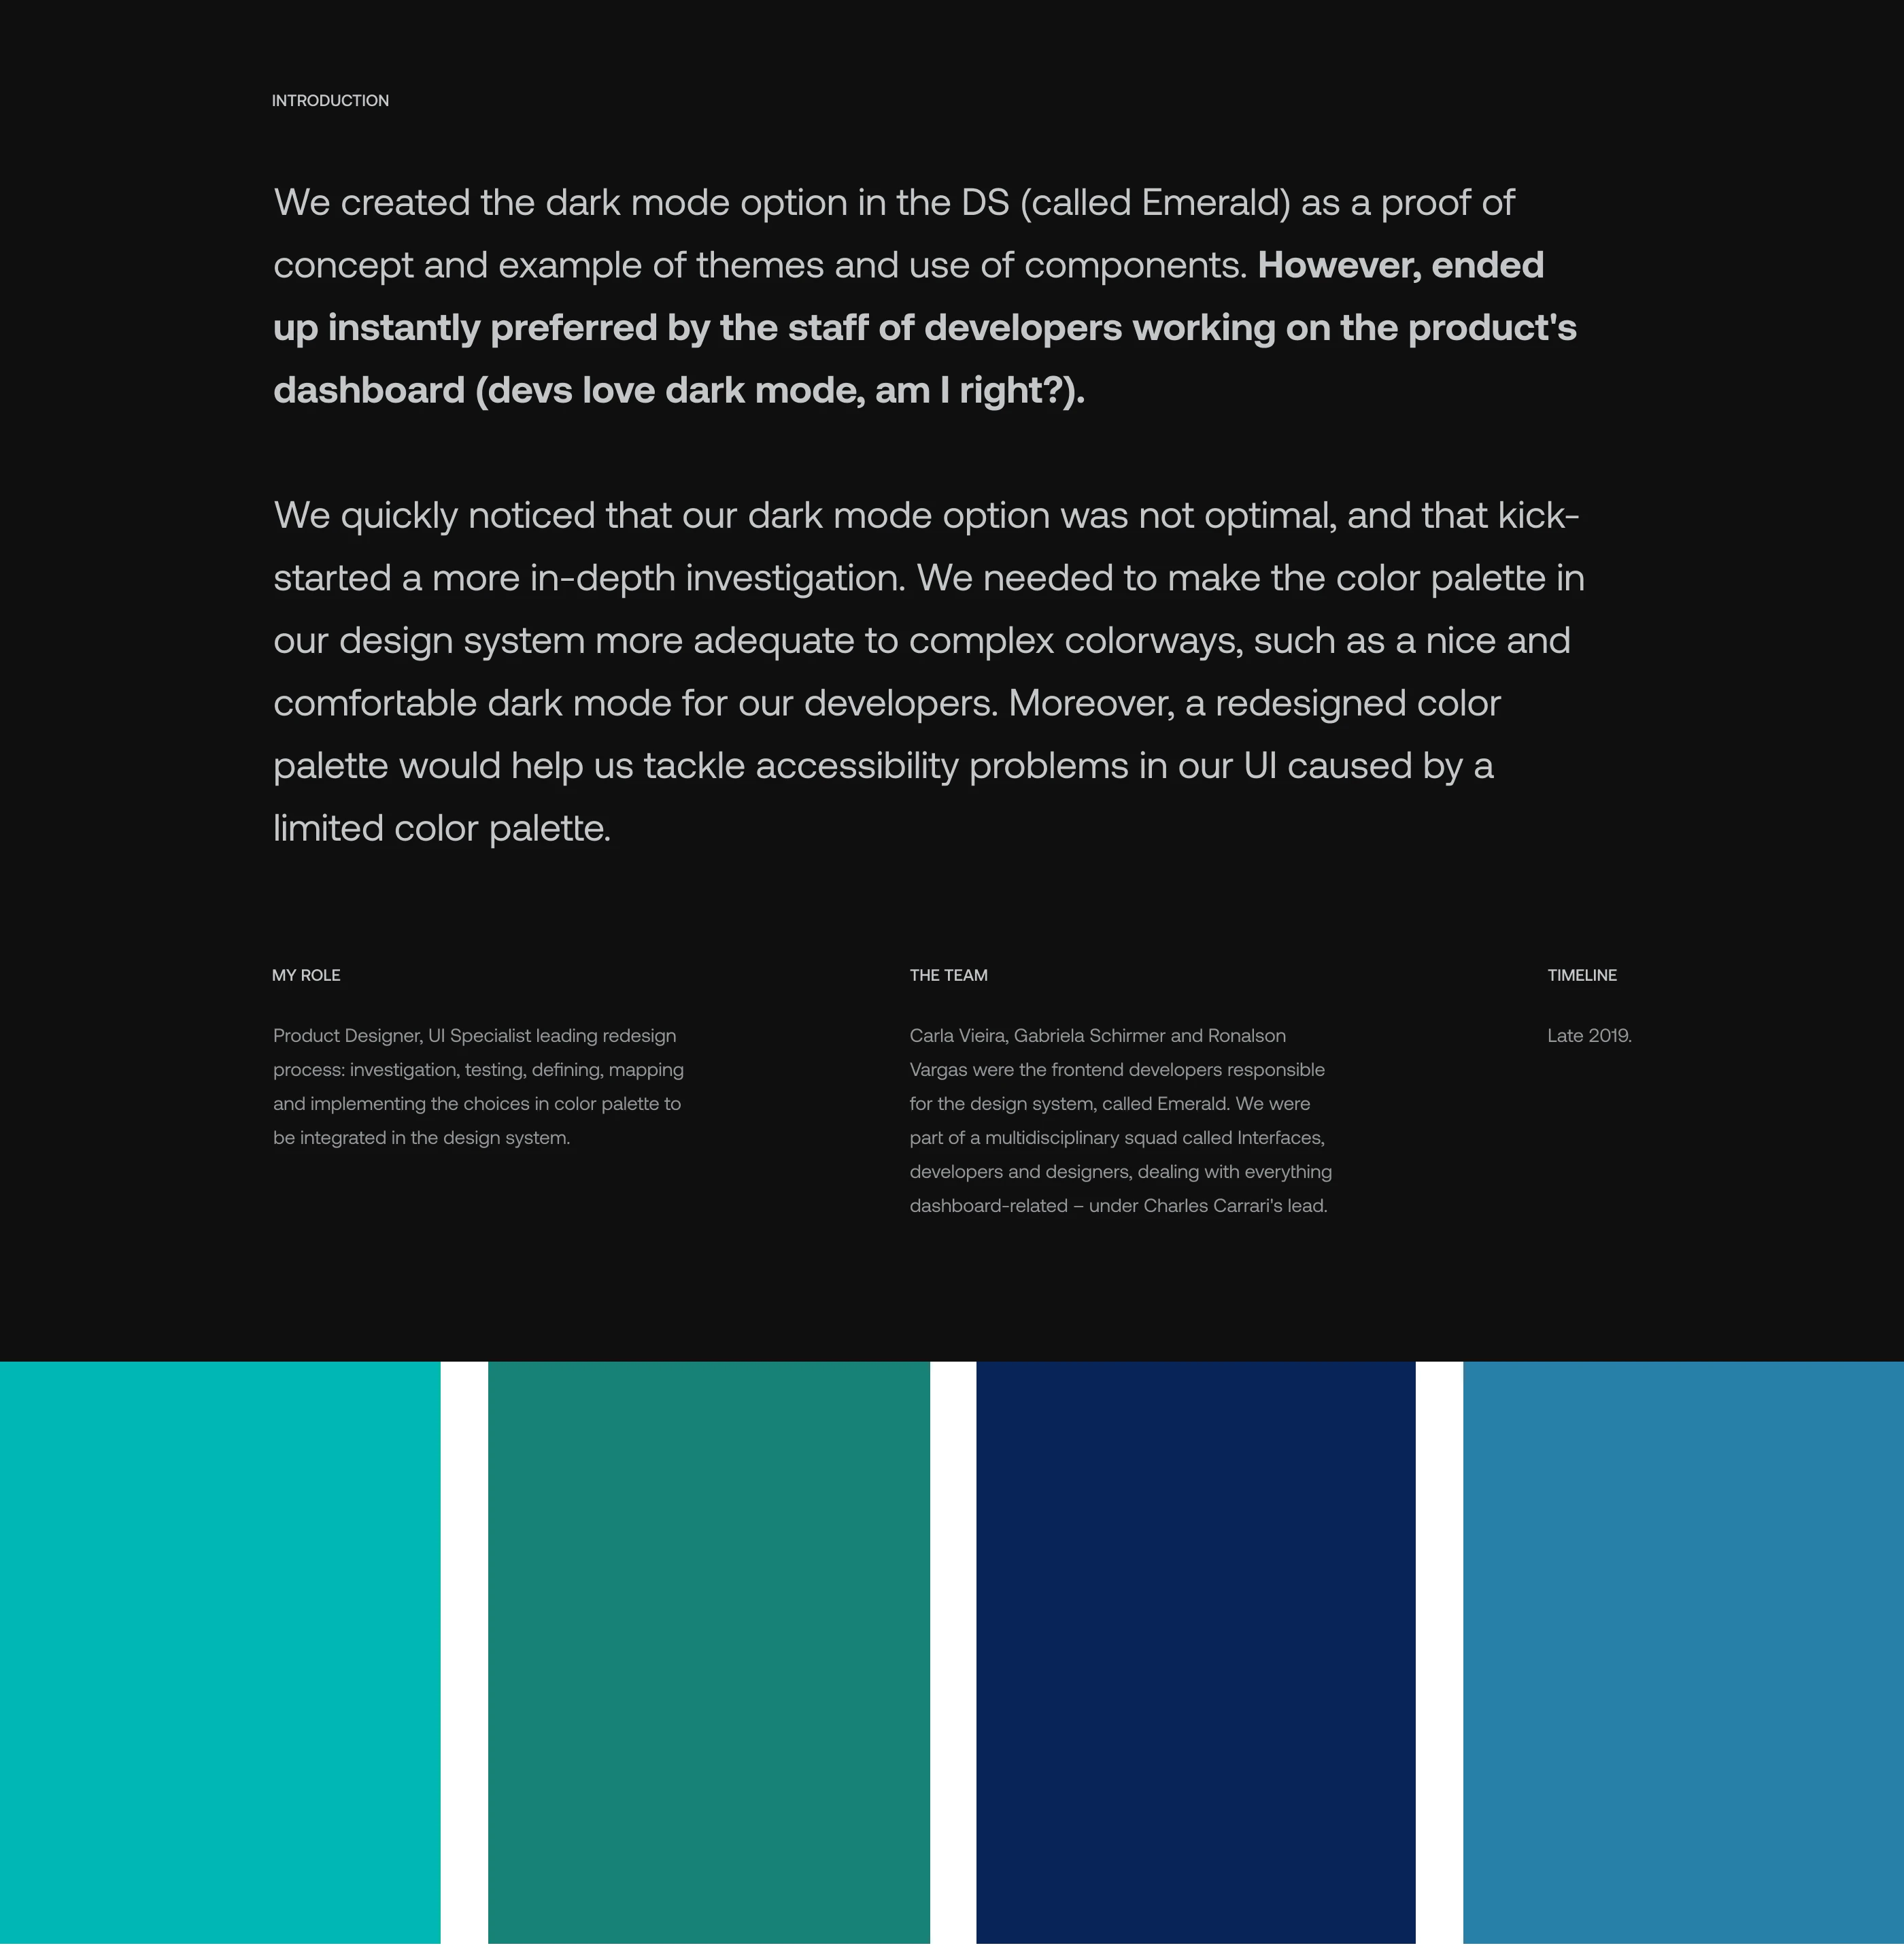 INTRODUCTION
We created the dark mode option in the DS (called Emerald) as a proof of
concept and example of themes and use of components. However, ended
up instantly preferred by the staff of developers working on the product's
dashboard (devs love dark mode, am I right?).
We quickly noticed that our dark mode option was not optimal, and that kick-
started a more in-depth investigation. We needed to make the color palette in
our design system more adequate to complex colorways, such as a nice and
comfortable dark mode for our developers. Moreover, a redesigned color
palette would help us tackle accessibility problems in our UI caused by a
limited color palette.
MY ROLE
Product Designer, UI Specialist leading redesign
process: investigation, testing, defining, mapping
and implementing the choices in color palette to
be integrated in the design system.
THE TEAM
Carla Vieira, Gabriela Schirmer and Ronalson
Vargas were the frontend developers responsible
for the design system, called Emerald. We were
part of a multidisciplinary squad called Interfaces,
developers and designers, dealing with everything
dashboard-related – under Charles Carrari's lead.
TIMELINE
Late 2019.